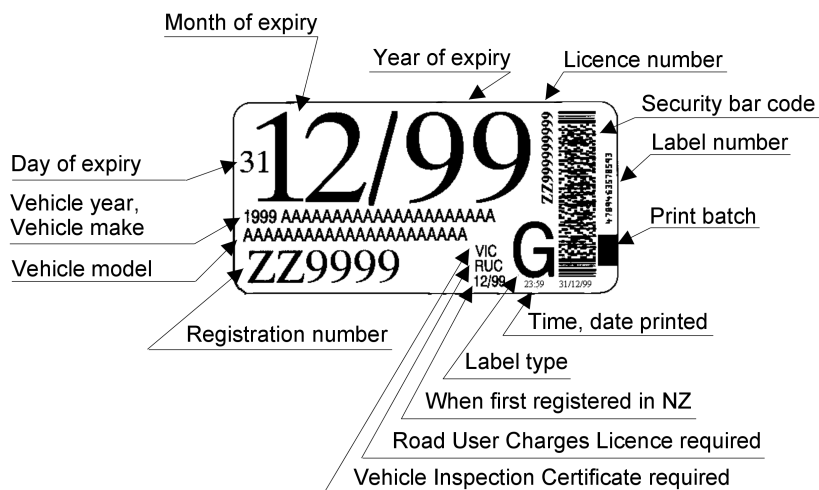 Month of expiry
Year of expiry
Licence number
Security bar code
Label number
Print batch
Day of expiry
Vehicle year,
Vehicle make
Vehicle model
Registration number
31
12/99
1999 AAAAAAAAAAAAAAAAAAAAA
AAAAAAAAAAAAAAAAAAAAAA
ZZ9999
VIC
RUC
12/99
G
23:59
31/12/99
ZZ999999999
Time, date printed
Label type
When first registered in NZ
Road User Charges Licence required
Vehicle Inspection Certificate required